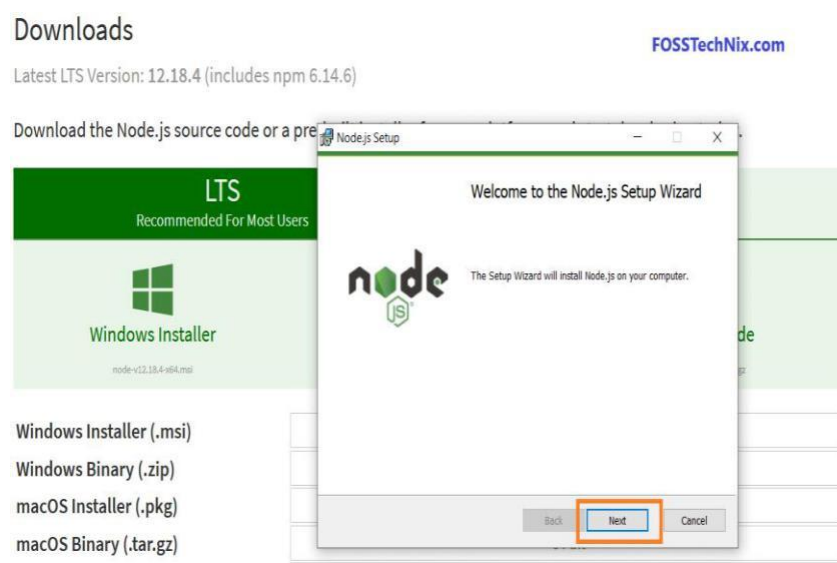 Downloads
FOSSTechNix.com
Latest LTS Version: 12.18.4 (includes npm 6.14.6)
Download the Node.js source code or a pre
Node.js Setup
LTS
Recommended For Most Users
Welcome to the Node.js Setup Wizard
node
JS
The Setup Wizard will install Node.js on your computer.
Windows Installer
node-v12.18.4-x64.msi
de
gz
Windows Installer (.msi)
Windows Binary (.zip)
macOS Installer (.pkg)
macOS Binary (.tar.gz)
Back Next Cancel